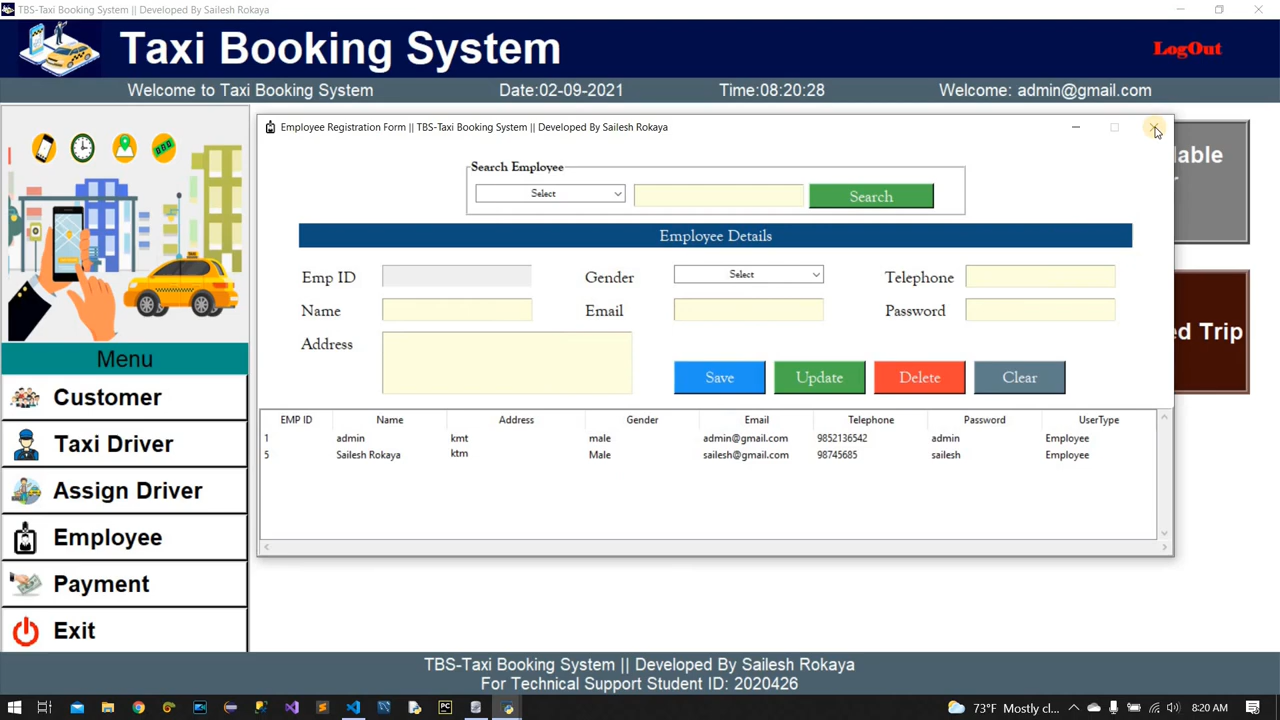 TBS-Taxi Booking System || Developed By Sailesh Rokaya
Taxi Booking System
LogOut
Welcome to Taxi Booking System
Date:02-09-2021
Time:08:20:28
Welcome: admin@gmail.com
Employee Registration Form || TBS-Taxi Booking System || Developed By Sailesh Rokaya
Search Employee
Select
Search
Employee Details
Emp ID
Gender
Select
Telephone
Name
Email
Password
Address
Save
Update
Delete
Clear
EMP ID Name Address Gender Email Telephone Password UserType
1 admin kmt male admin@gmail.com 9852136542 admin Employee
5 Sailesh Rokaya ktm Male sailesh@gmail.com 98745685 sailesh Employee
Menu
Customer
Taxi Driver
Assign Driver
Employee
Payment
Exit
TBS-Taxi Booking System || Developed By Sailesh Rokaya
For Technical Support Student ID: 2020426
73°F Mostly cl...
8:20 AM